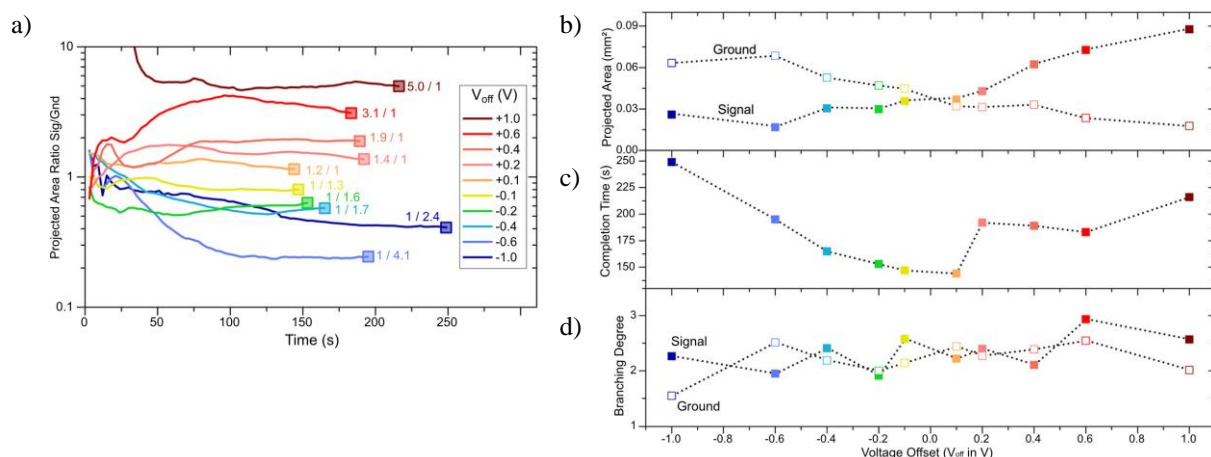 a)
Projected Area Ratio Sig/Gnd
10
1
0.1
0
50
100
150
200
250
300
Time (s)
5.0 / 1
3.1 / 1
1.9 / 1
1.4 / 1
1.2 / 1
1 / 1.3
1 / 1.6
1 / 1.7
1 / 2.4
1 / 4.1
Voff (V)
+1.0
+0.6
+0.4
+0.2
+0.1
-0.1
-0.2
-0.4
-0.6
-1.0
b)
Projected Area (mm²)
0.09
0.06
0.03
0.00
Ground
Signal
c)
Completion Time (s)
250
225
200
175
150
d)
Branching Degree
3
2
1
Signal
Ground
-1.0
-0.8
-0.6
-0.4
-0.2
0.0
0.2
0.4
0.6
0.8
1.0
Voltage Offset (Voff in V)